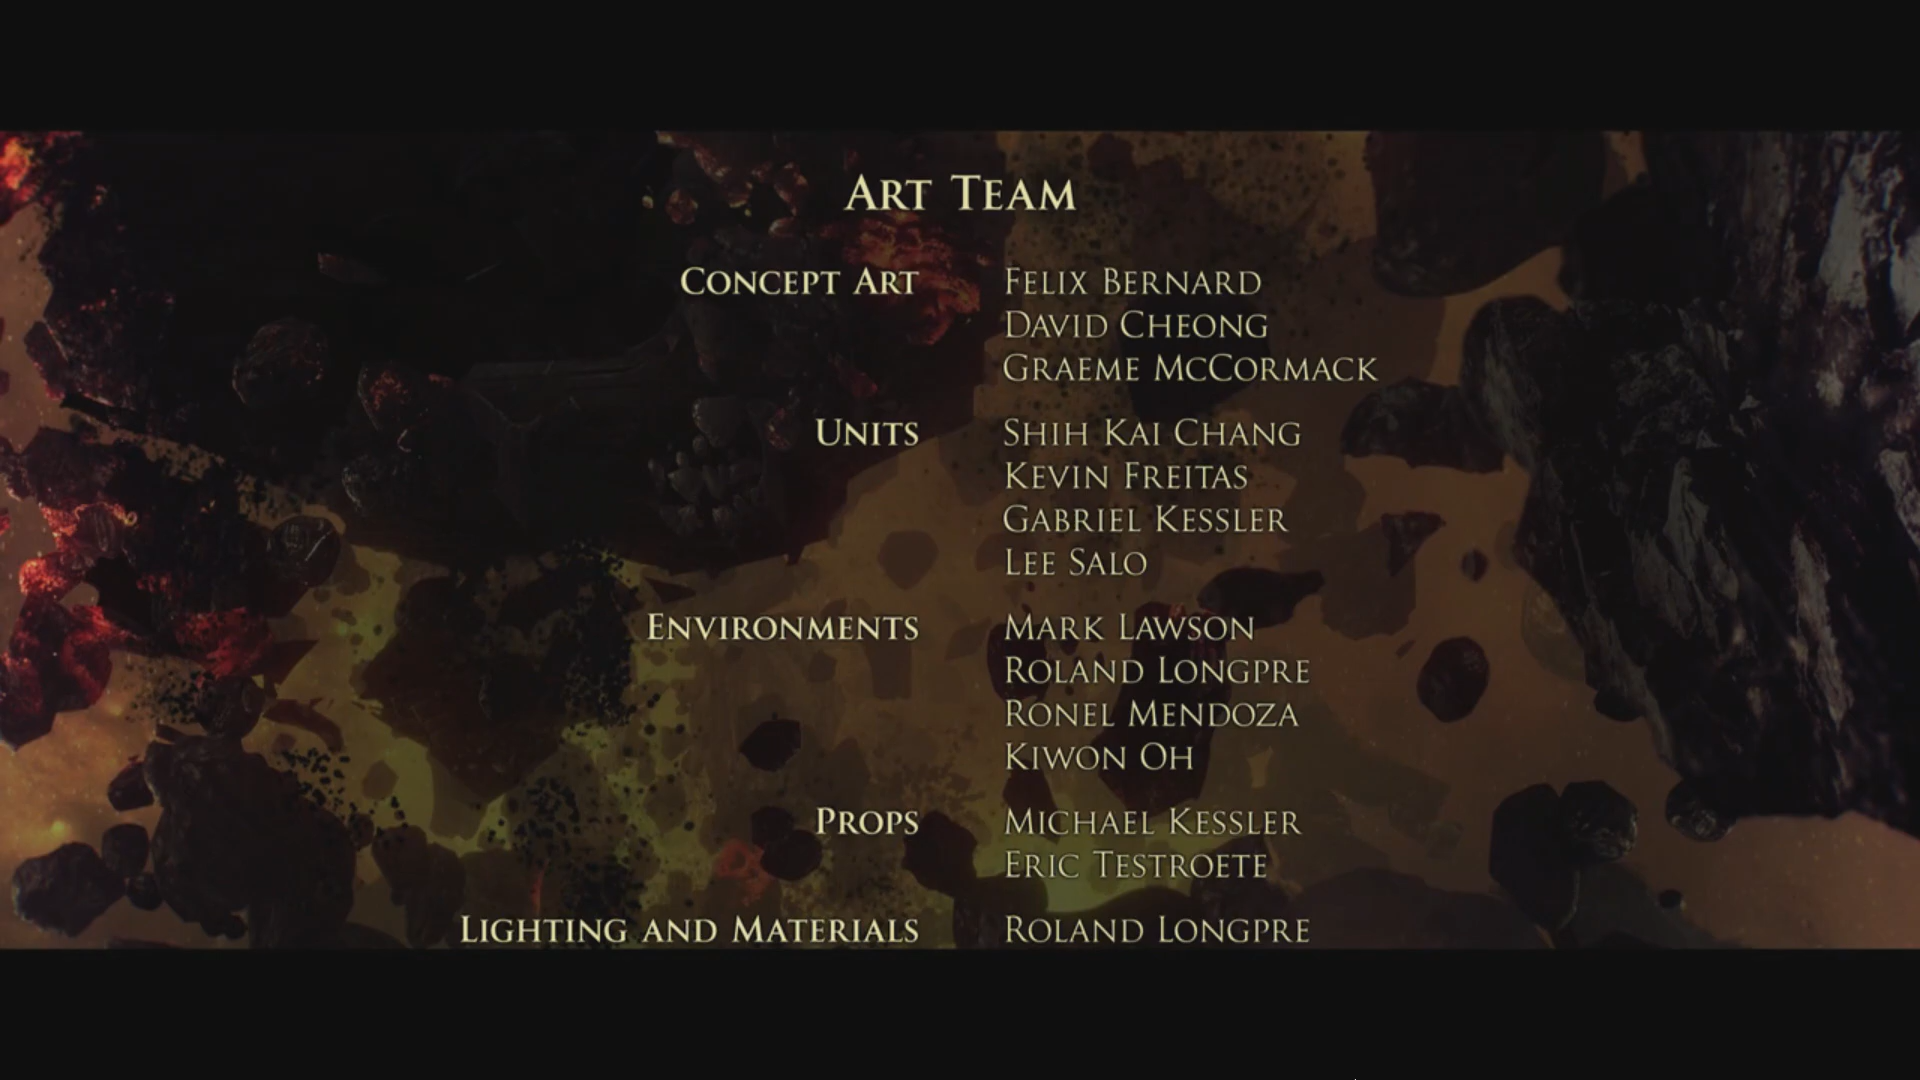 ART TEAM
CONCEPT ART FELIX BERNARD
DAVID CHEONG
GRAEME MCCORMACK
UNITS SHIH KAI CHANG
KEVIN FREITAS
GABRIEL KESSLER
LEE SALO
ENVIRONMENTS MARK LAWSON
ROLAND LONGPRE
RONEL MENDOZA
KIWON OH
PROPS MICHAEL KESSLER
ERIC TESTROETE
LIGHTING AND MATERIALS ROLAND LONGPRE